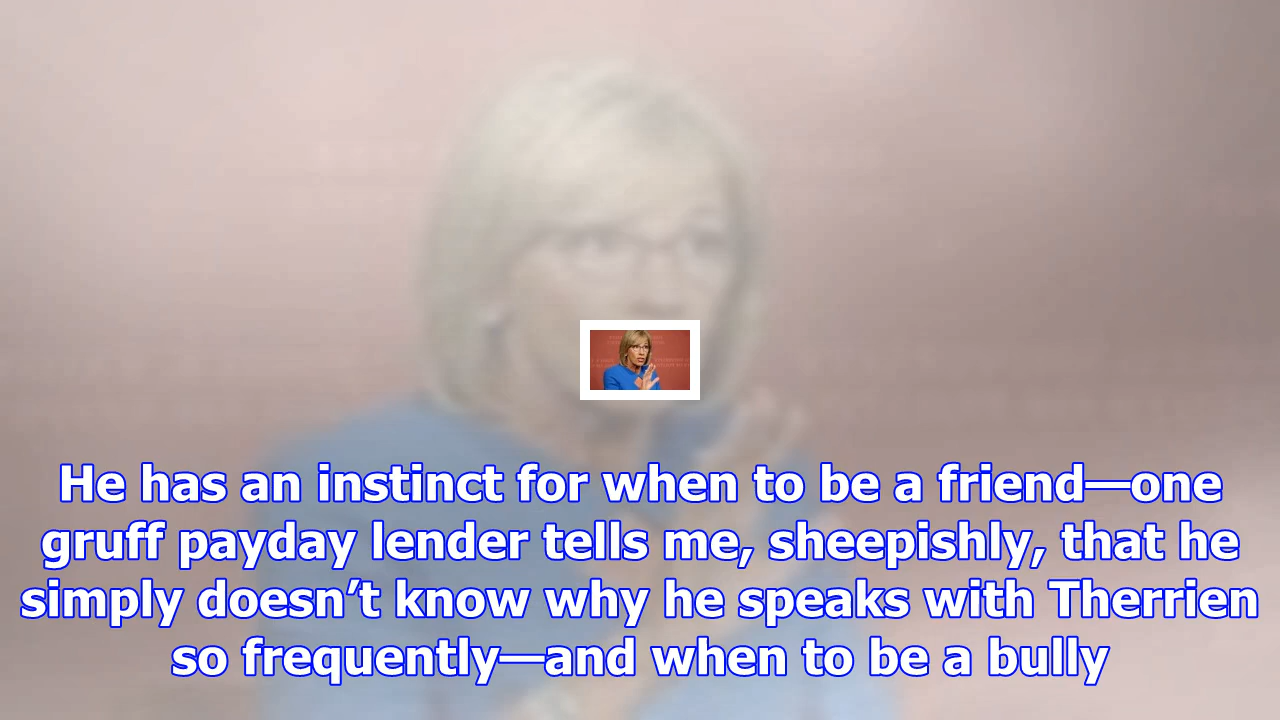 He has an instinct for when to be a friend—one
gruff payday lender tells me, sheepishly, that he
simply doesn’t know why he speaks with Therrien
so frequently—and when to be a bully